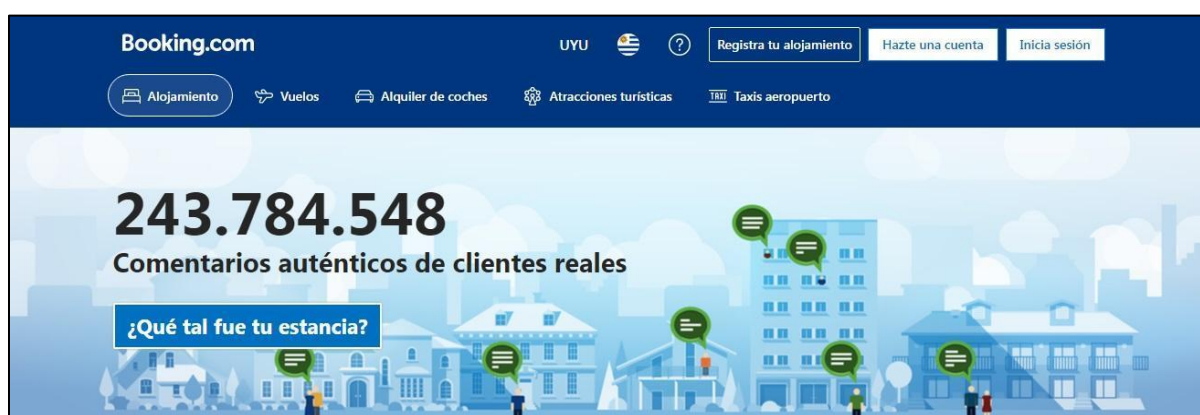 Booking.com
UYU
Registra tu alojamiento
Hazte una cuenta
Inicia sesión
Alojamiento
Vuelos
Alquiler de coches
Atracciones turísticas
TAXI Taxis aeropuerto
243.784.548
Comentarios auténticos de clientes reales
¿Qué tal fue tu estancia?